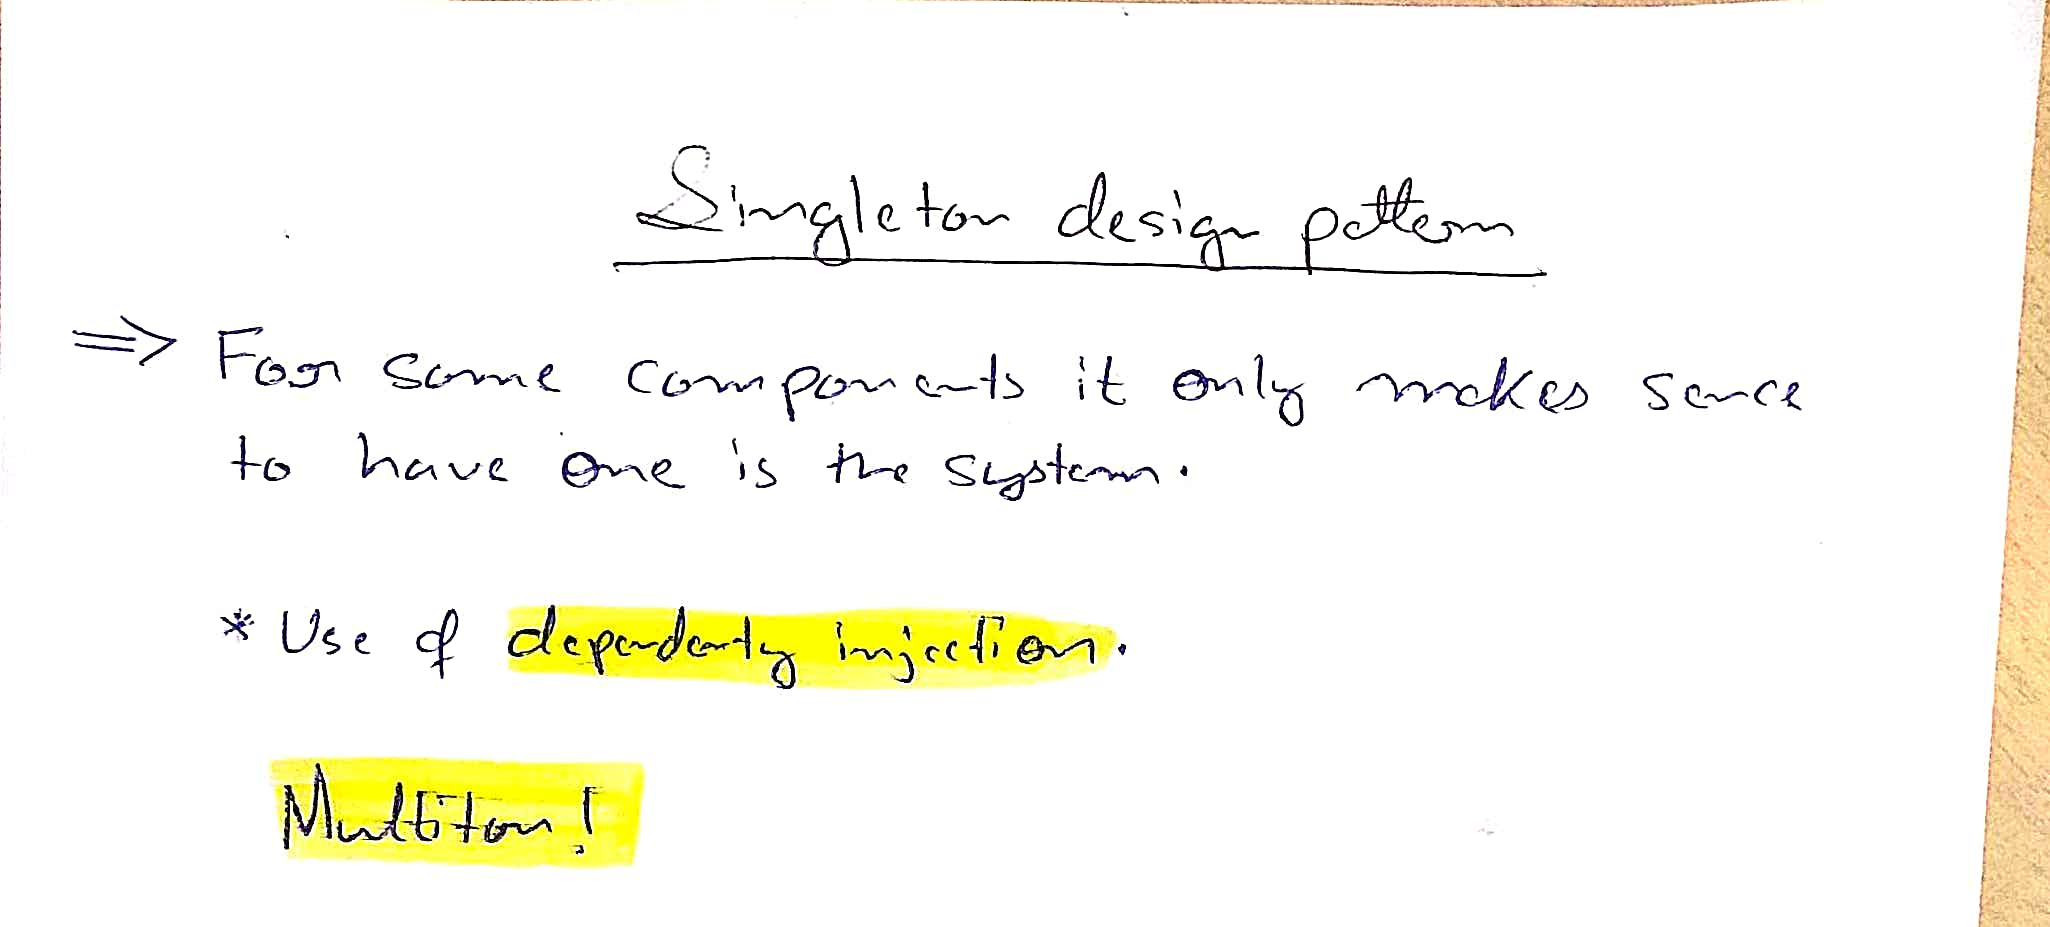 Singleton design pattern
=> For some components it only makes sence
to have one is the system.
* Use of dependenty injection.
Multiton!